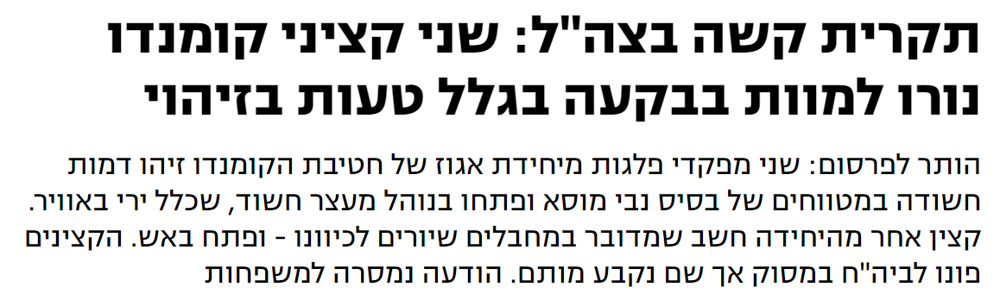 תקרית קשה בצה"ל: שני קציני קומנדו
נורו למוות בבקעה בגלל טעות בזיהוי
הותר לפרסום: שני מפקדי פלגות מיחידת אגוז של חטיבת הקומנדו זיהו דמות
חשודה במטווחים של בסיס נבי מוסא ופתחו בנוהל מעצר חשוד, שכלל ירי באוויר.
קצין אחר מהיחידה חשב שמדובר במחבלים שיורים לכיוונו - ופתח באש. הקצינים
פונו לביה"ח במסוק אך שם נקבע מותם. הודעה נמסרה למשפחות